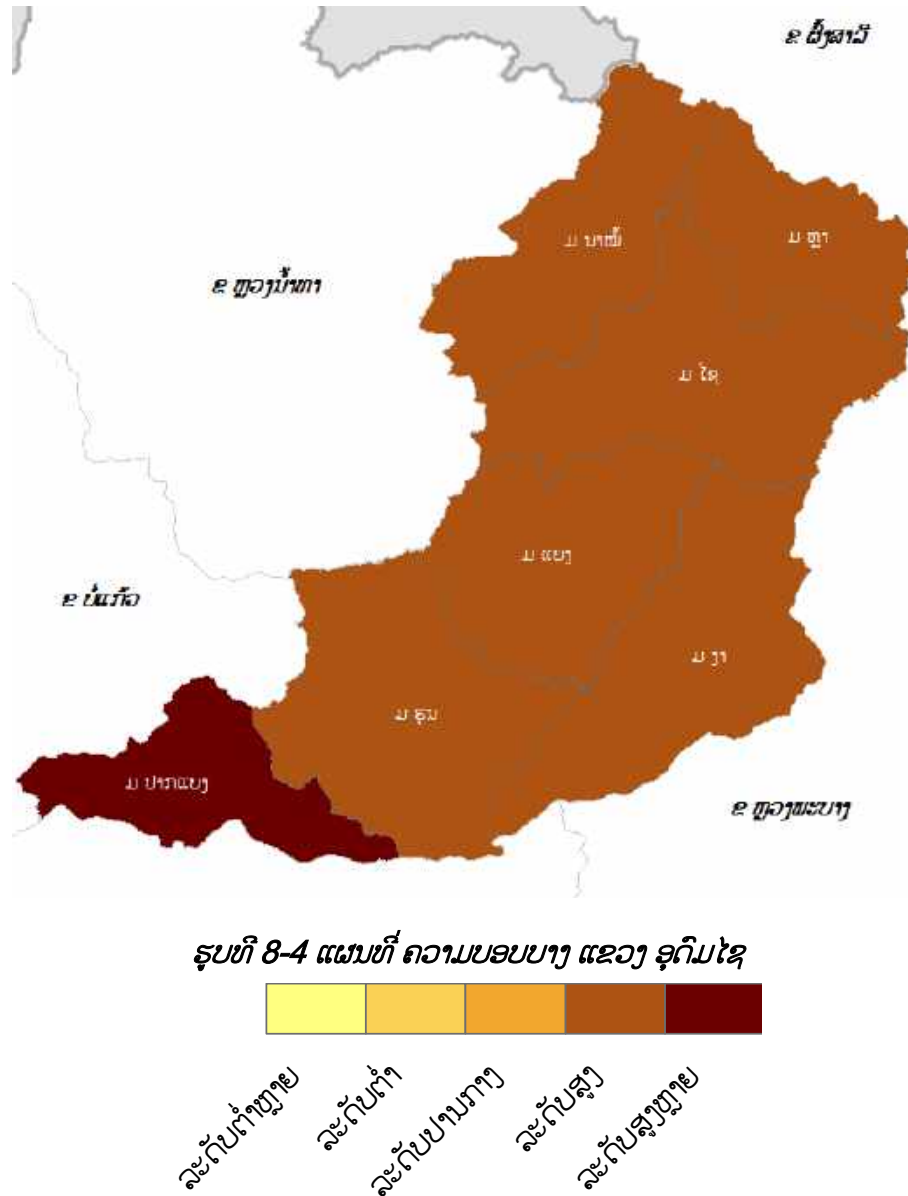 ຂ ຜົ້ງສາລີ
ມ ນາໝໍ້
ມ ຫຼາ
ຂ ຫຼວງນ້ຳທາ
ມ ໄຊ
ມ ແບງ
ຂ ບໍ່ແກ້ວ
ມ ງາ
ມ ຮຸນ
ມ ປາກແບງ
ຂ ຫຼວງພະບາງ
ຮູບທີ 8-4 ແຜນທີ່ ຄວາມບອບບາງ ແຂວງ ອຸດົມໄຊ
ລະດັບຕ່ຳຫຼາຍ
ລະດັບຕ່ຳ
ລະດັບປານກາງ
ລະດັບສູງ
ລະດັບສູງຫຼາຍ